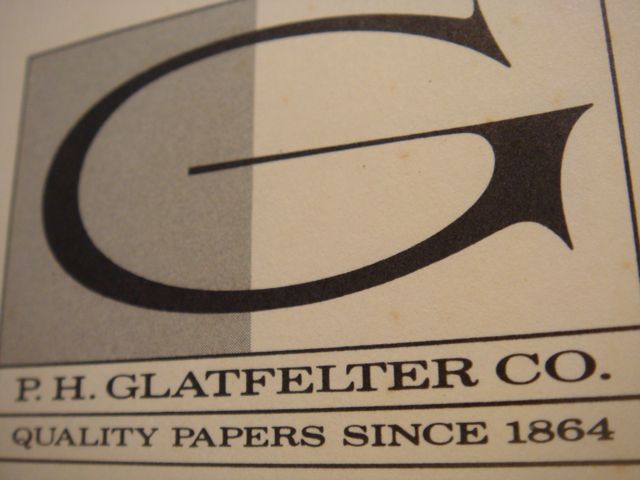 G
P. H. GLATFELTER CO.
QUALITY PAPERS SINCE 1864